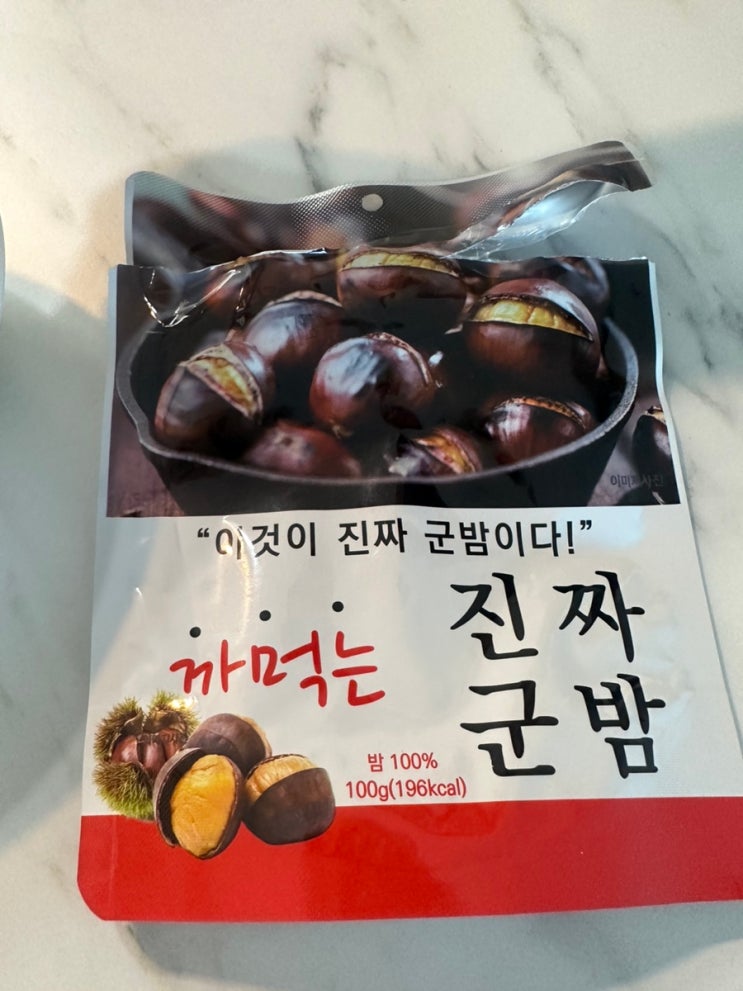 이미지사진
“이것이 진짜 군밤이다!”
까먹는
진짜
군밤
밤 100%
100g(196kcal)